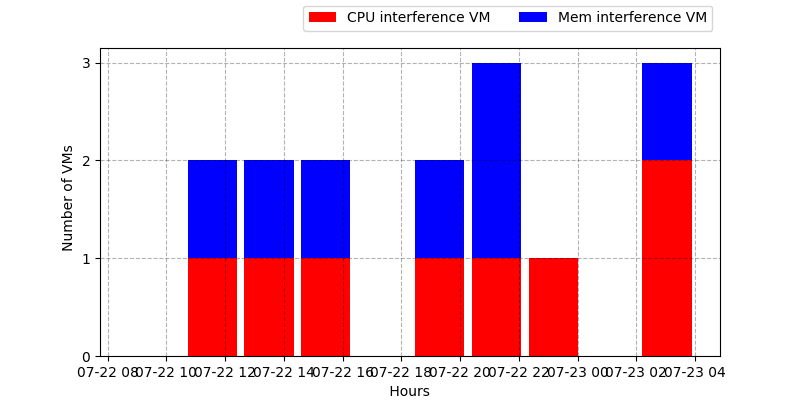 CPU interference VM Mem interference VM
3
2
1
0
Number of VMs
07-22 08 07-22 10 07-22 12 07-22 14 07-22 16 07-22 18 07-22 20 07-22 22 07-23 00 07-23 02 07-23 04
Hours